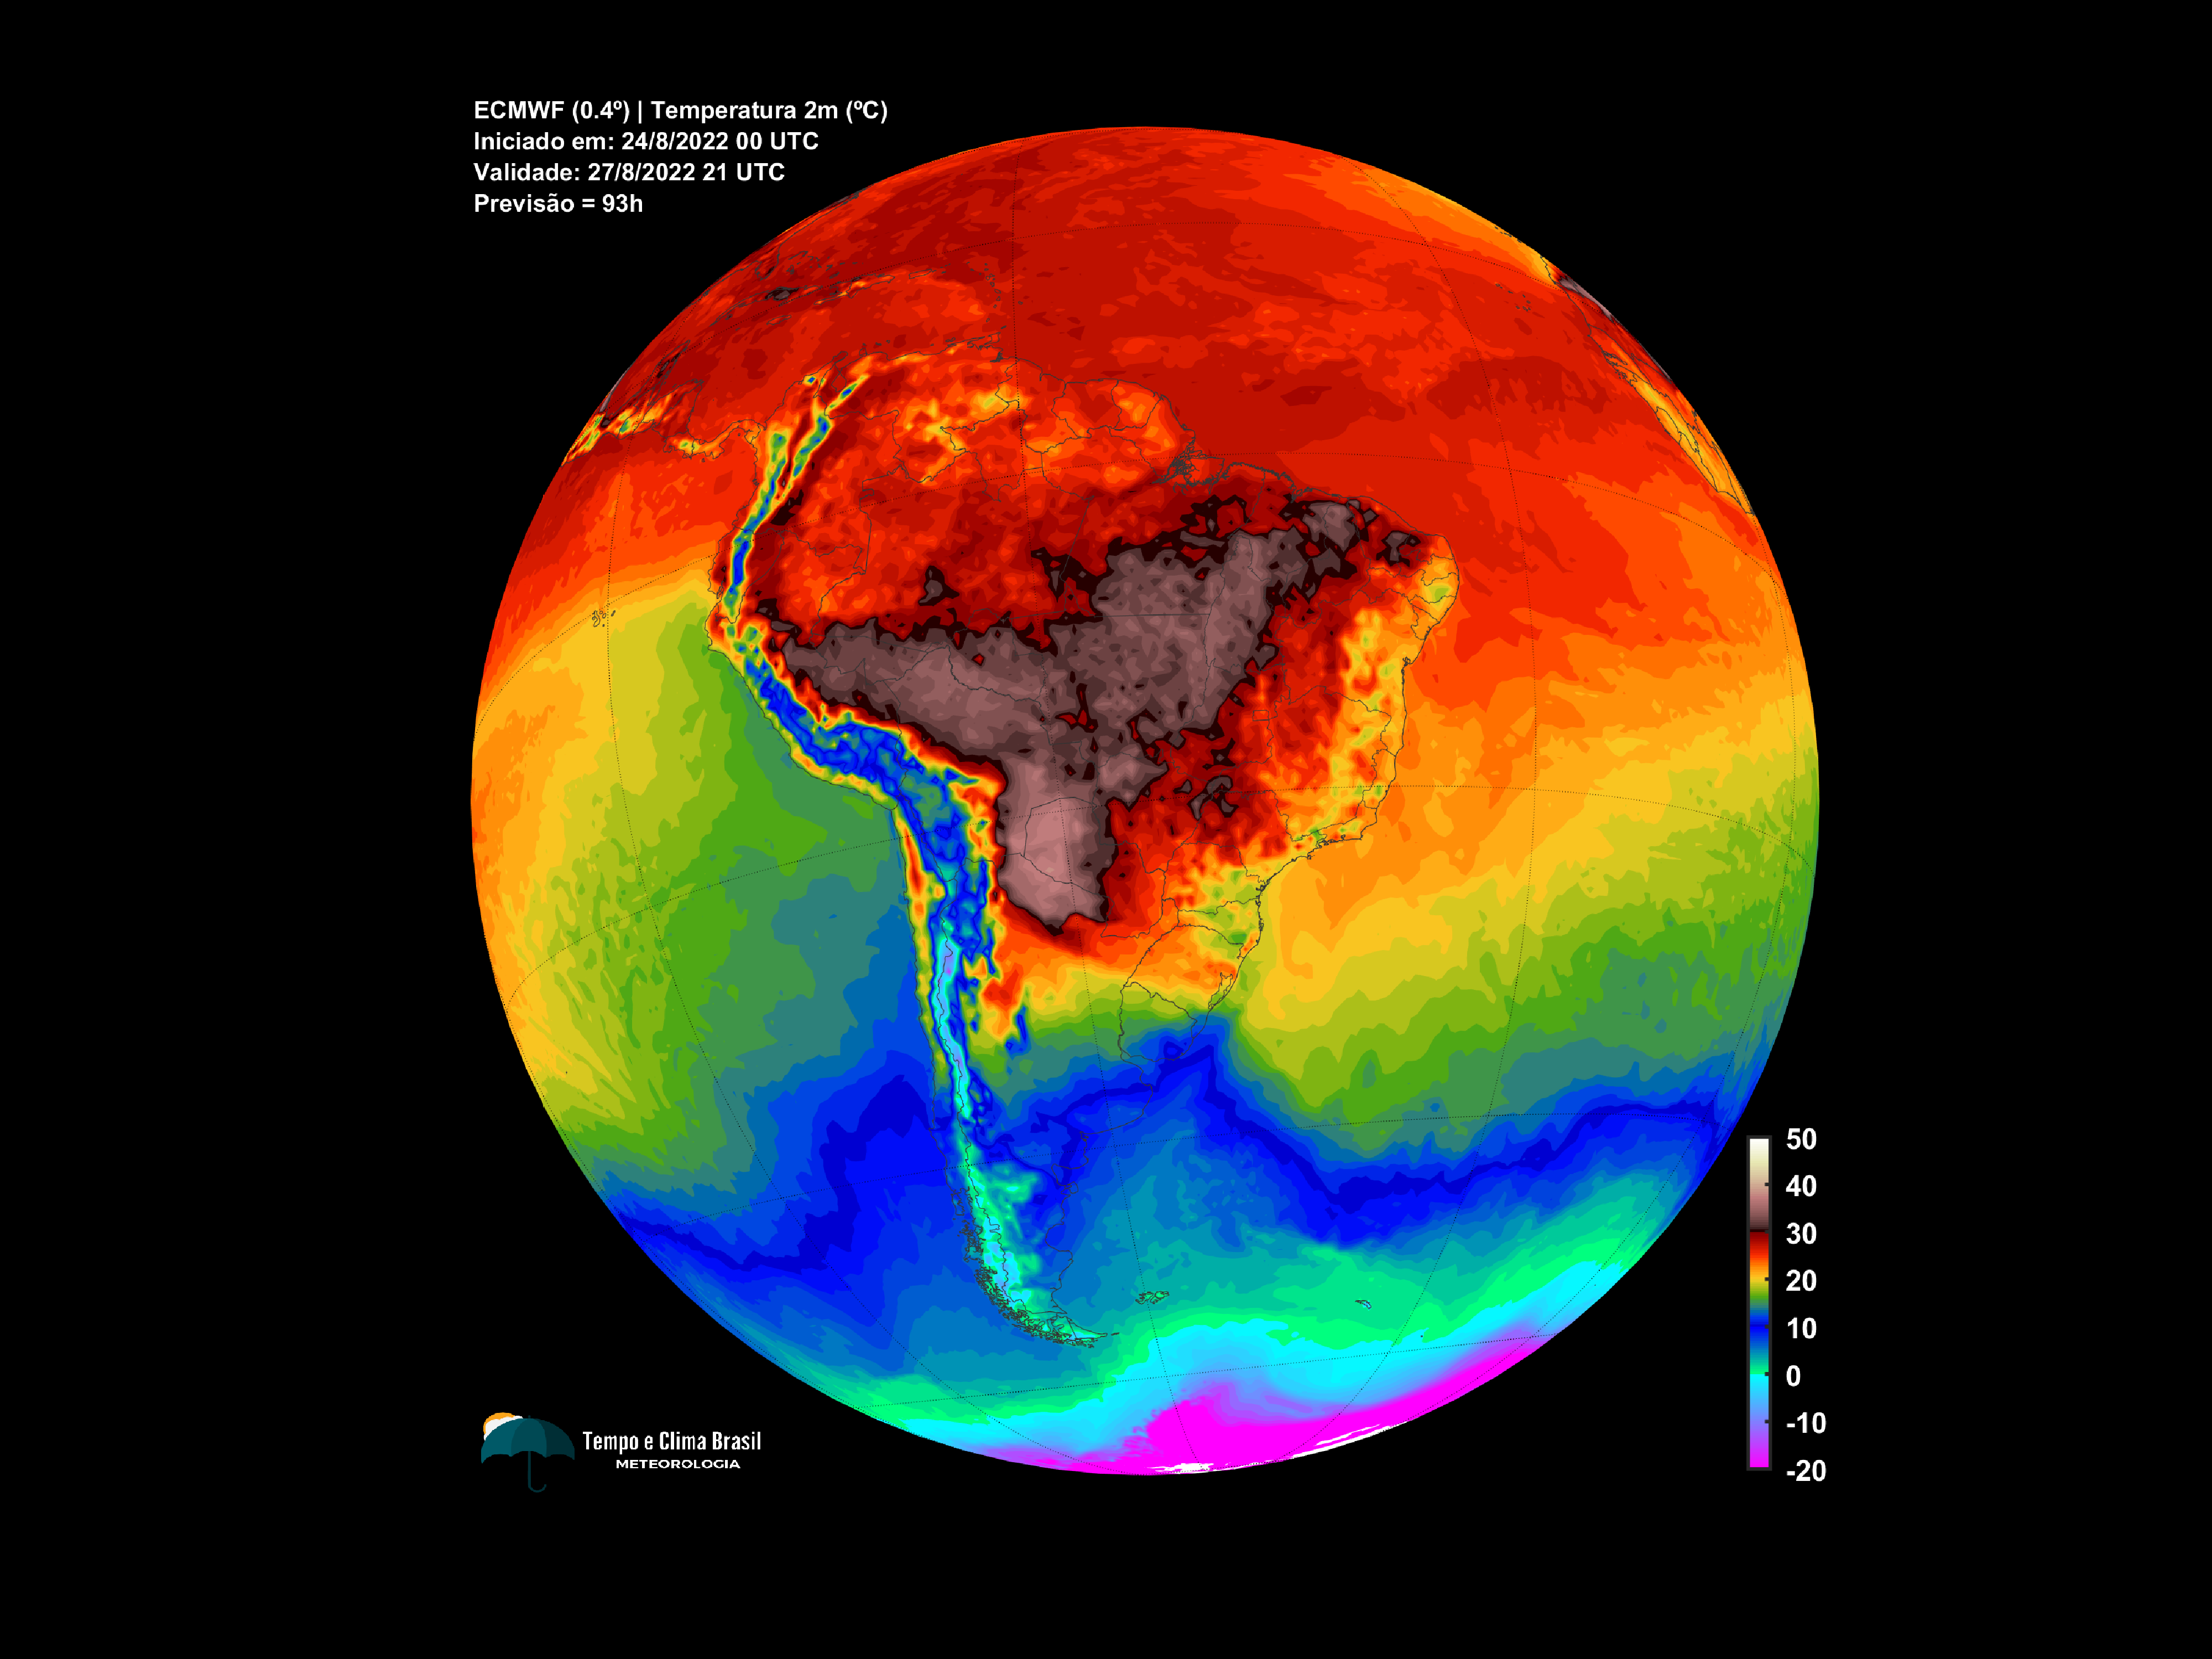 ECMWF (0.4º) | Temperatura 2m (ºC)
Iniciado em: 24/8/2022 00 UTC
Validade: 27/8/2022 21 UTC
Previsão = 93h
50
40
30
20
10
0
-10
-20
Tempo e Clima Brasil
METEOROLOGIA